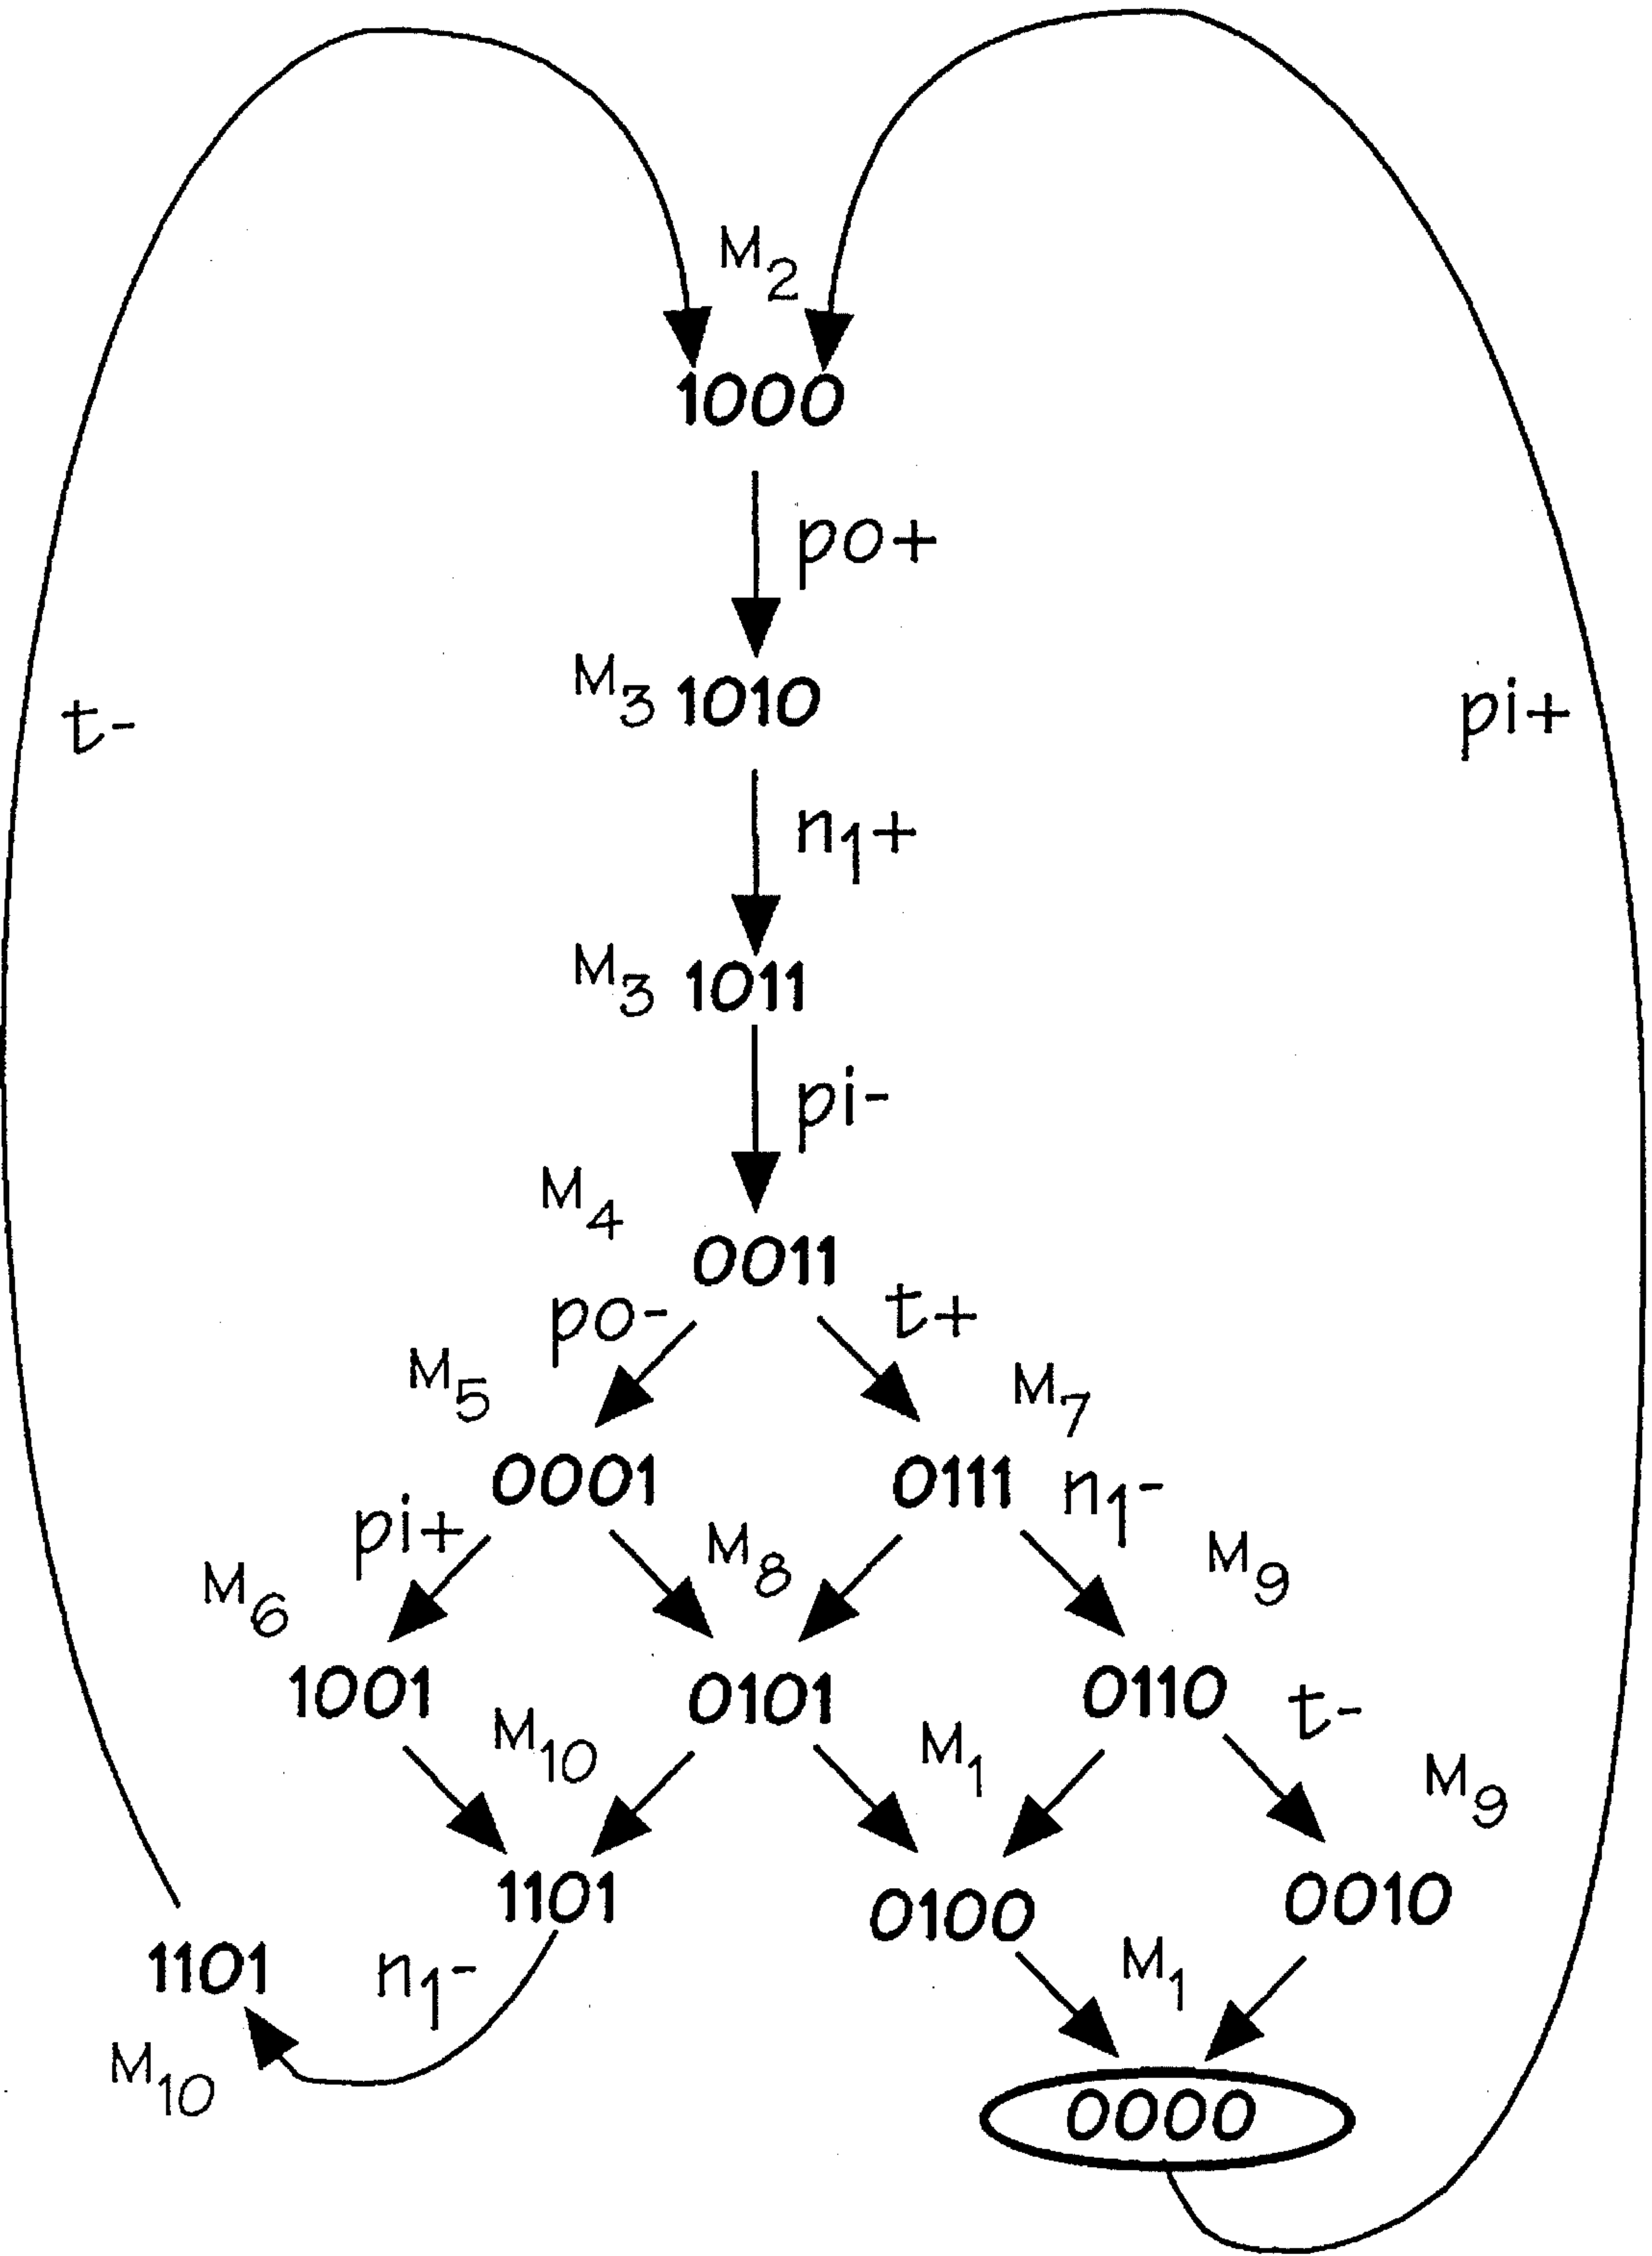 M2
1000
po+
M3 1010
t-
pi+
n1+
M3 1011
pi-
M4
0011
po-
t+
M5
M7
0001
0111
n1-
pi+
M8
M9
M6
1001
0101
0110
t-
M10
M1
M9
1101
0100
0010
1101
n1-
M1
M10
0000